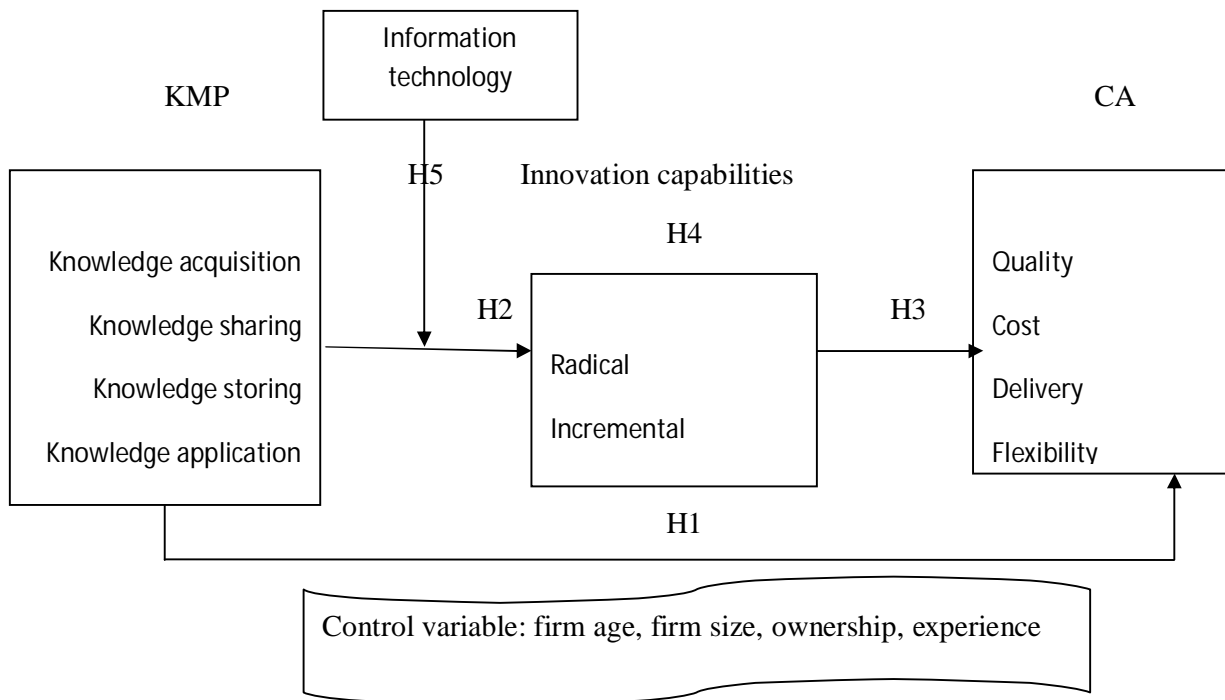 Information
technology
KMP
CA
H5
Innovation capabilities
H4
Knowledge acquisition
Knowledge sharing
Knowledge storing
Knowledge application
H2
Radical
Incremental
H3
Quality
Cost
Delivery
Flexibility
H1
Control variable: firm age, firm size, ownership, experience